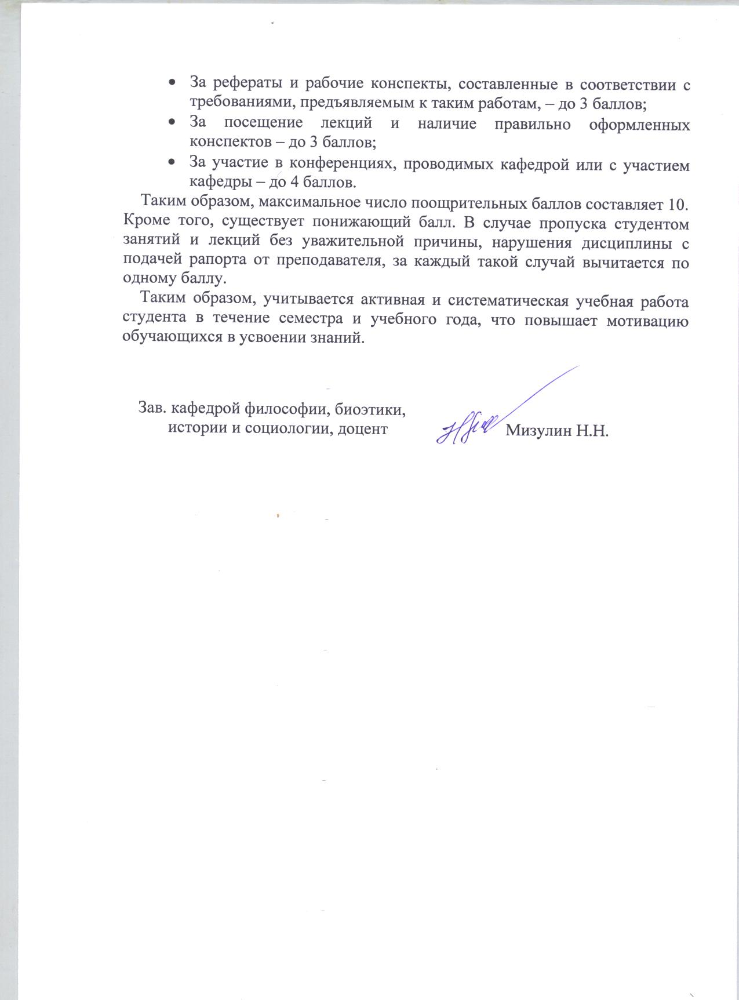 • За рефераты и рабочие конспекты, составленные в соответствии с
требованиями, предъявляемым к таким работам, – до 3 баллов;
• За посещение лекций и наличие правильно оформленных
конспектов – до 3 баллов;
• За участие в конференциях, проводимых кафедрой или с участием
кафедры – до 4 баллов.
Таким образом, максимальное число поощрительных баллов составляет 10.
Кроме того, существует понижающий балл. В случае пропуска студентом
занятий и лекций без уважительной причины, нарушения дисциплины с
подачей рапорта от преподавателя, за каждый такой случай вычитается по
одному баллу.
Таким образом, учитывается активная и систематическая учебная работа
студента в течение семестра и учебного года, что повышает мотивацию
обучающихся в усвоении знаний.
Зав. кафедрой философии, биоэтики,
истории и социологии, доцент Мизулин Н.Н.